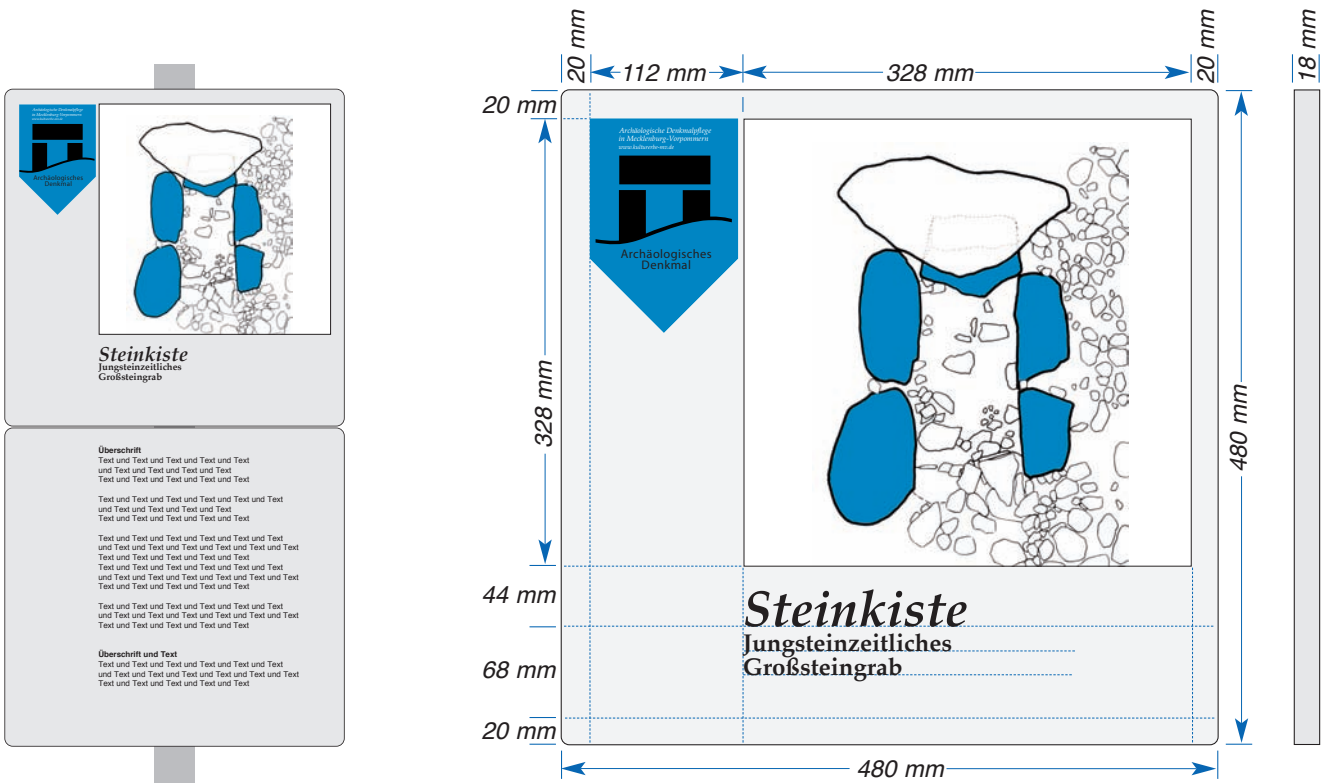 Archäologische Denkmalpflege
in Mecklenburg-Vorpommern
www.kulturerbe-mv.de
Archäologisches
Denkmal
Steinkiste
Jungsteinzeitliches
Großsteingrab
Überschrift
Text und Text und Text und Text und Text
und Text und Text und Text und Text
Text und Text und Text und Text und Text
Text und Text und Text und Text und Text und Text
und Text und Text und Text und Text
Text und Text und Text und Text und Text
Text und Text und Text und Text und Text und Text
und Text und Text und Text und Text und Text und Text
Text und Text und Text und Text und Text
Text und Text und Text und Text und Text und Text
und Text und Text und Text und Text und Text und Text
Text und Text und Text und Text und Text
Text und Text und Text und Text und Text und Text
und Text und Text und Text und Text und Text und Text
Text und Text und Text und Text und Text
Überschrift und Text
Text und Text und Text und Text und Text und Text
und Text und Text und Text und Text und Text und Text
Text und Text und Text und Text und Text
20 mm
112 mm
328 mm
20 mm
18 mm
20 mm
Archäologische Denkmalpflege
in Mecklenburg-Vorpommern
www.kulturerbe-mv.de
Archäologisches
Denkmal
328 mm
480 mm
44 mm
Steinkiste
Jungsteinzeitliches
Großsteingrab
68 mm
20 mm
480 mm